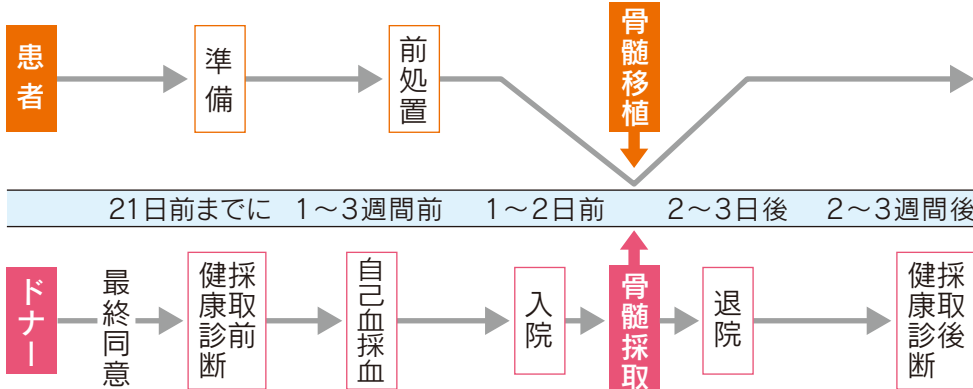 患者
準備
前処置
骨髄移植
21日前までに
1〜3週間前
1〜2日前
2〜3日後
2〜3週間後
ドナー
最終同意
採取前
健康診断
自己血採血
入院
骨髄採取
退院
採取後
健康診断